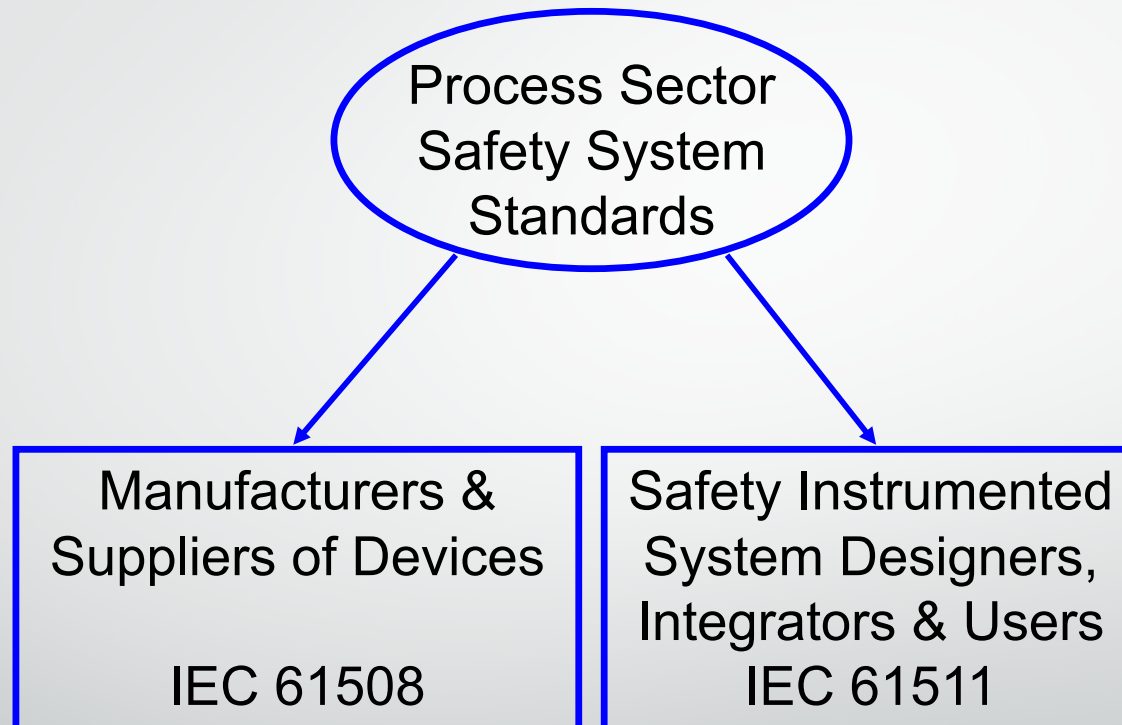 Process Sector
Safety System
Standards
Manufacturers &
Suppliers of Devices
IEC 61508
Safety Instrumented
System Designers,
Integrators & Users
IEC 61511